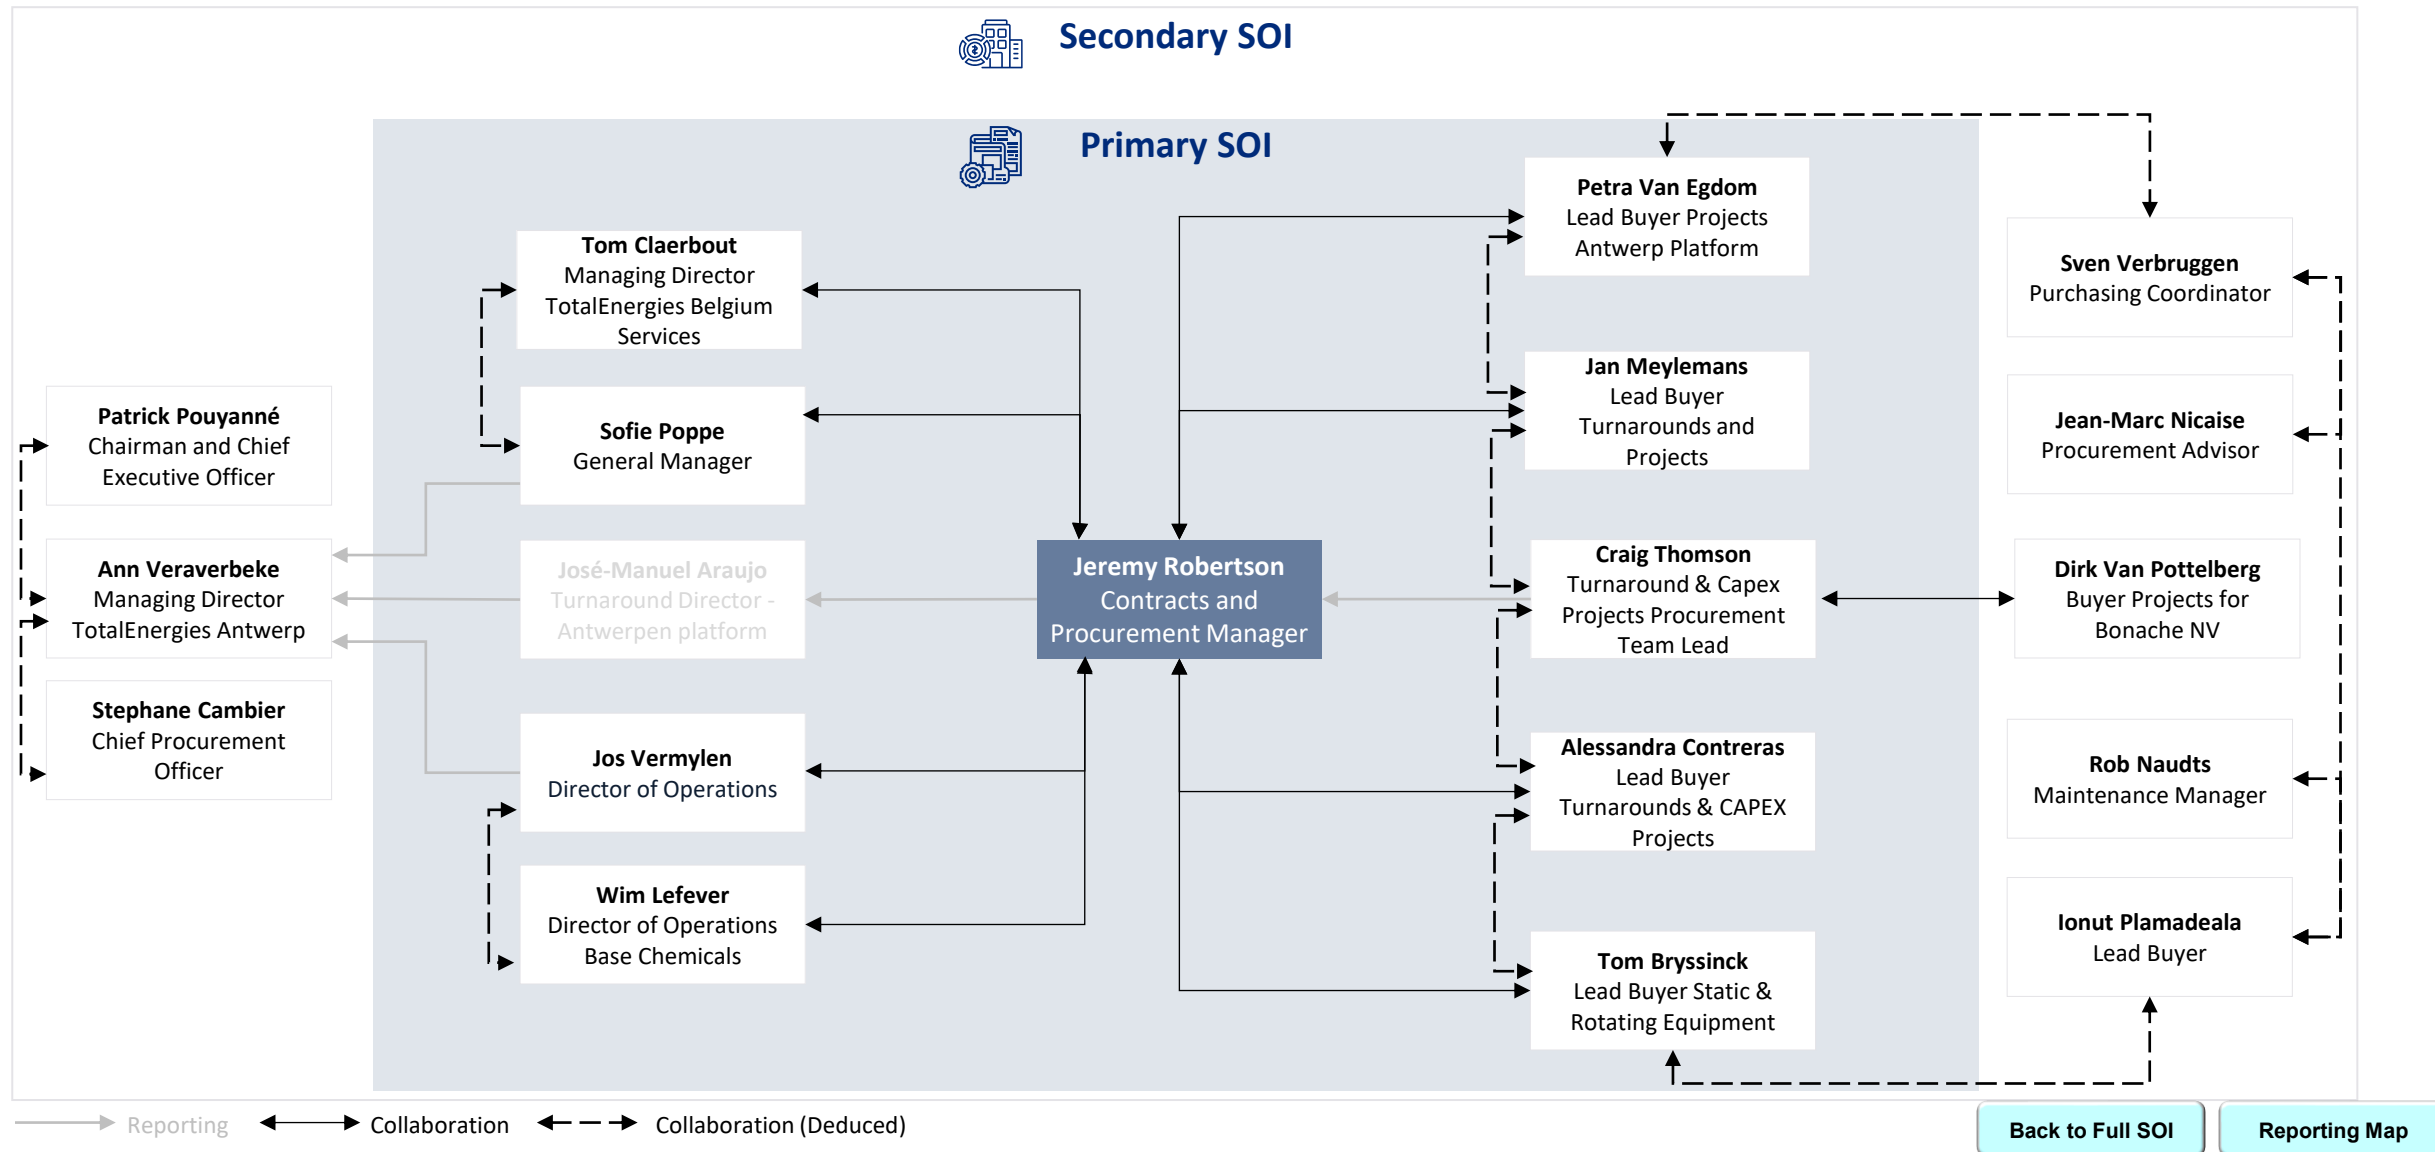 Secondary SOI
Primary SOI
Patrick Pouyanné
Chairman and Chief
Executive Officer
Ann Veraverbeke
Managing Director
TotalEnergies Antwerp
Stephane Cambier
Chief Procurement
Officer
Tom Claerbout
Managing Director
TotalEnergies Belgium
Services
Sofie Poppe
General Manager
José-Manuel Araujo
Turnaround Director -
Antwerpen platform
Jos Vermylen
Director of Operations
Wim Lefever
Director of Operations
Base Chemicals
Jeremy Robertson
Contracts and
Procurement Manager
Petra Van Egdom
Lead Buyer Projects
Antwerp Platform
Jan Meylemans
Lead Buyer
Turnarounds and
Projects
Craig Thomson
Turnaround & Capex
Projects Procurement
Team Lead
Alessandra Contreras
Lead Buyer
Turnarounds & CAPEX
Projects
Tom Bryssinck
Lead Buyer Static &
Rotating Equipment
Sven Verbruggen
Purchasing Coordinator
Jean-Marc Nicaise
Procurement Advisor
Dirk Van Pottelberg
Buyer Projects for
Bonache NV
Rob Naudts
Maintenance Manager
Ionut Plamadeala
Lead Buyer
Reporting
Collaboration
Collaboration (Deduced)
Back to Full SOI
Reporting Map